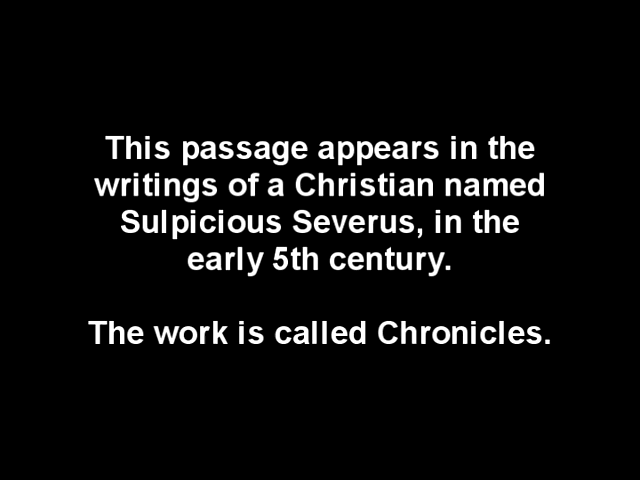 This passage appears in the
writings of a Christian named
Sulpicious Severus, in the
early 5th century.
The work is called Chronicles.